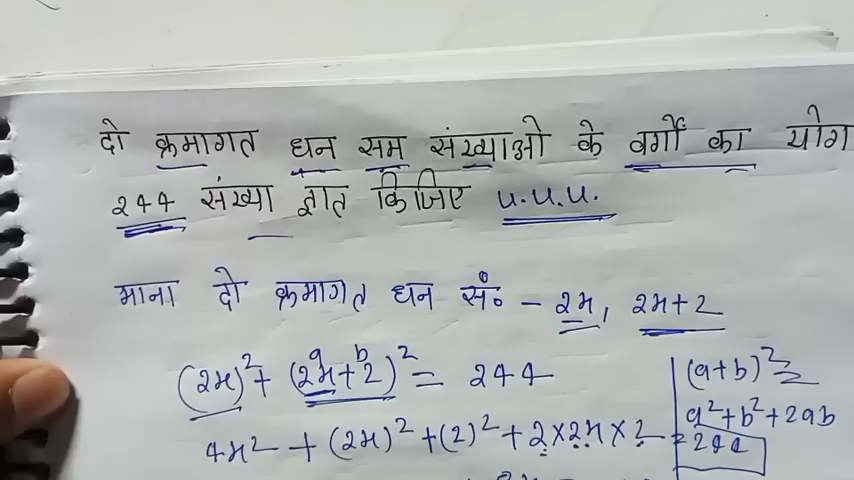 दो क्रमागत धन सम संख्याओ के वर्गों का योग
244 संख्या ज्ञात किजिए U.U.U.
माना दो क्रमागत धन सं० - 2x, 2x+2
a b
(2x)² + (2x+2)² = 244
(a+b)² =
4x² + (2x)² + (2)² + 2×2x×2 = 244
a²+b²+2ab